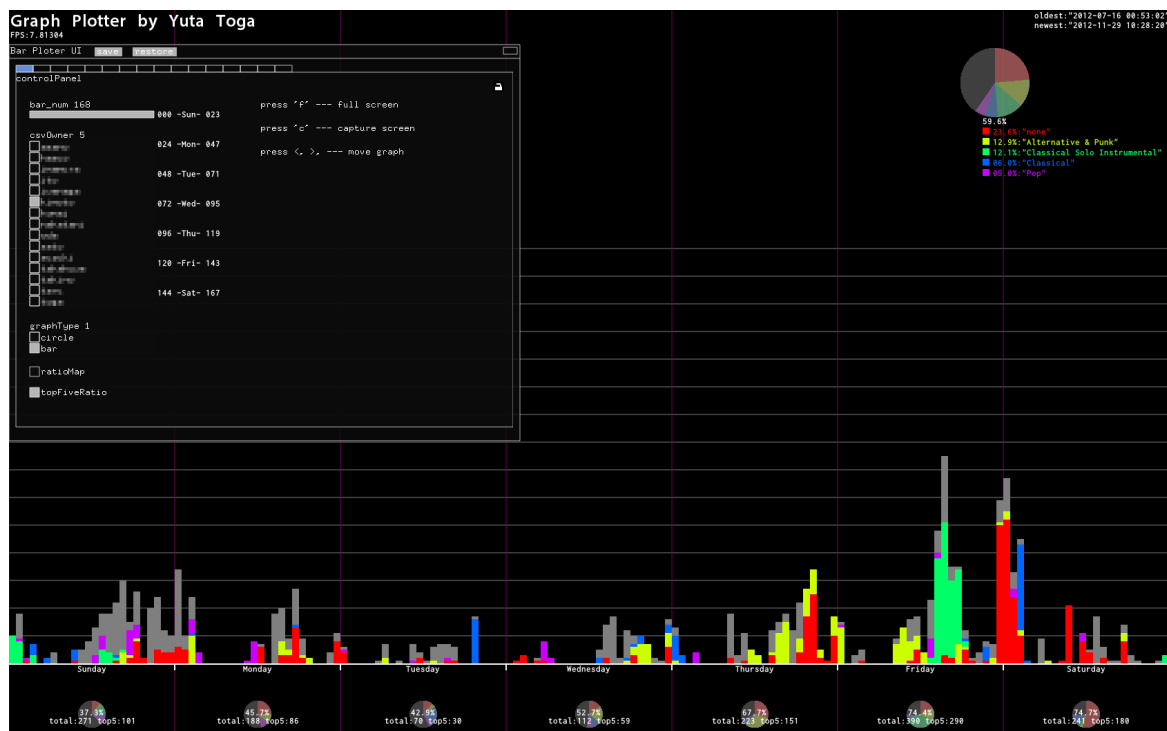 Graph Plotter by Yuta Toga
FPS:7.81304
oldest:"2012-07-16 00:53:02"
newest:"2012-11-29 10:28:20"
Bar Ploter UI save restore
controlPanel
bar_num 168
000 -Sun- 023
024 -Mon- 047
048 -Tue- 071
072 -Wed- 095
096 -Thu- 119
120 -Fri- 143
144 -Sat- 167
press 'f' --- full screen
press 'c' --- capture screen
press <, >, --- move graph
csvOwner 5
graphType 1
circle
bar
ratioMap
topFiveRatio
59.6%
23.6%:"none"
12.9%:"Alternative & Punk"
12.1%:"Classical Solo Instrumental"
06.0%:"Classical"
05.0%:"Pop"
Sunday Monday Tuesday Wednesday Thursday Friday Saturday
37.3% 45.7% 42.9% 52.7% 67.7% 74.4% 74.7%
total:271 top5:101 total:188 top5:86 total:70 top5:30 total:112 top5:59 total:223 top5:151 total:390 top5:290 total:241 top5:180